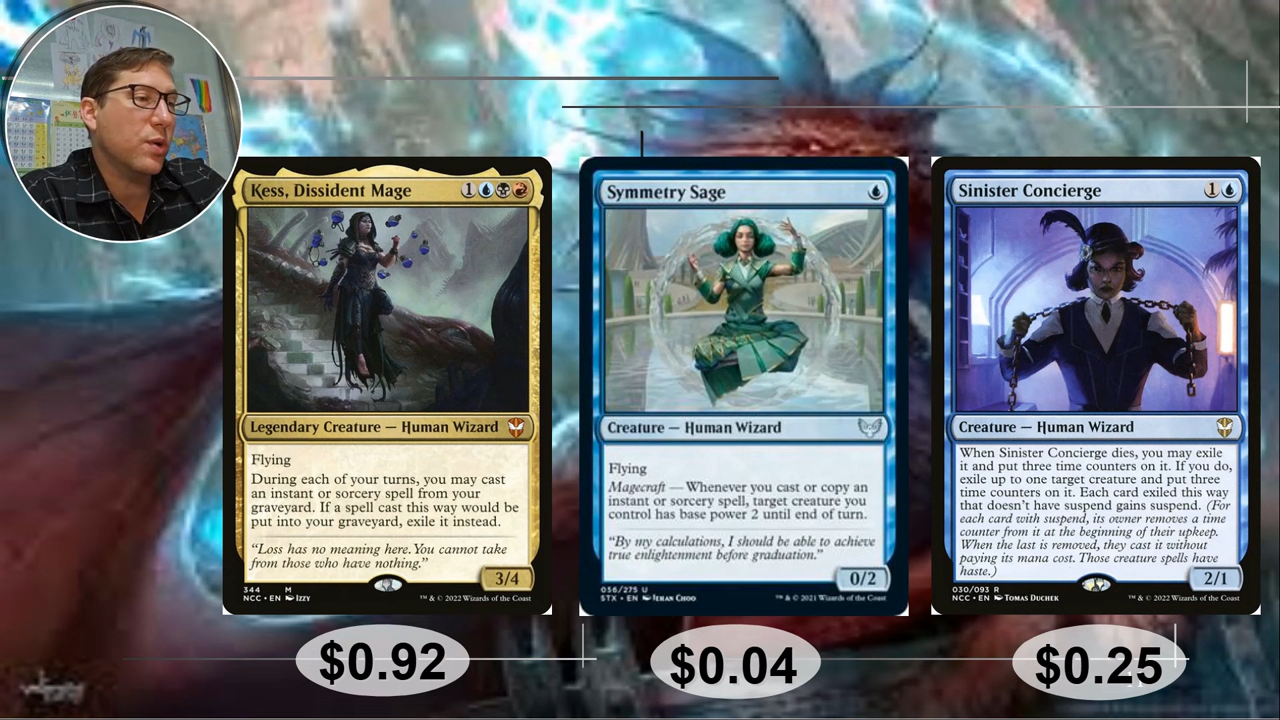 Kess, Dissident Mage 1
Flying
During each of your turns, you may cast
an instant or sorcery spell from your
graveyard. If a spell cast this way would be
put into your graveyard, exile it instead.
“Loss has no meaning here. You cannot take
from those who have nothing.”
Legendary Creature — Human Wizard
3/4
344 M
NCC • EN IZZY
™ & © 2022 Wizards of the Coast
$0.92
Symmetry Sage
Creature — Human Wizard
Flying
Magecraft — Whenever you cast or copy an
instant or sorcery spell, target creature you
control has base power 2 until end of turn.
“By my calculations, I should be able to achieve
true enlightenment before graduation.”
0/2
036/275 U
STX • EN JEHAN CHOO
™ & © 2021 Wizards of the Coast
$0.04
Sinister Concierge 1
Creature — Human Wizard
When Sinister Concierge dies, you may exile
it and put three time counters on it. If you do,
exile up to one target creature and put three
time counters on it. Each card exiled this way
that doesn’t have suspend gains suspend. (For
each card with suspend, its owner removes a time
counter from it at the beginning of their upkeep.
When the last is removed, they cast it without
paying its mana cost. Those creature spells have
haste.)
2/1
030/093 R
NCC • EN TOMAS DUCHEK
™ & © 2022 Wizards of the Coast
$0.25